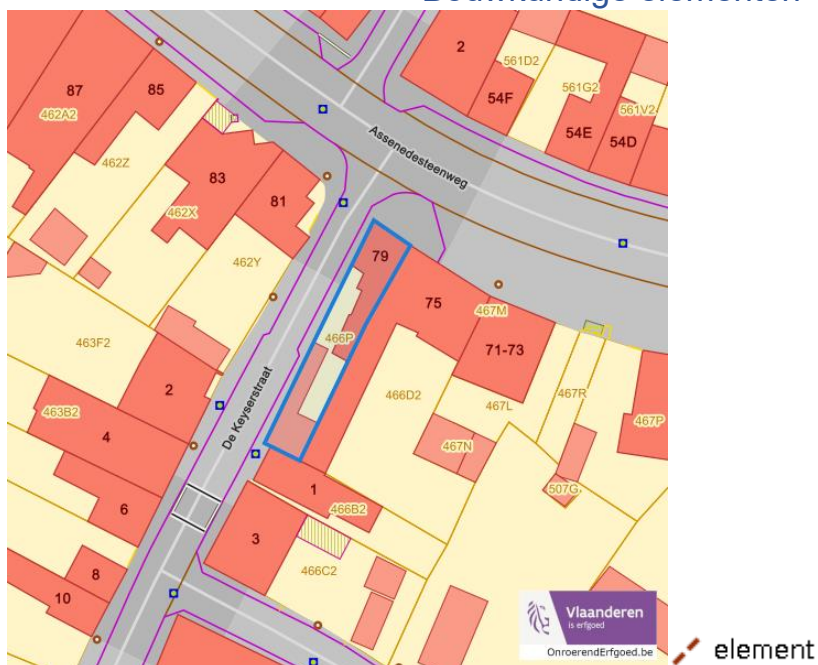 Bouwkundige elementen
2
561D2
54F
561G2
54E
561V2
54D
87
462A2
85
462Z
83
462X
81
462Y
Assenedesteenweg
79
466P
75
467M
71-73
467L
467R
467P
466D2
467N
507G
463F2
2
463B2
4
6
8
10
De Keyserstraat
1
466B2
3
466C2
Vlaanderen
is erfgoed
OnroerendErfgoed.be
element